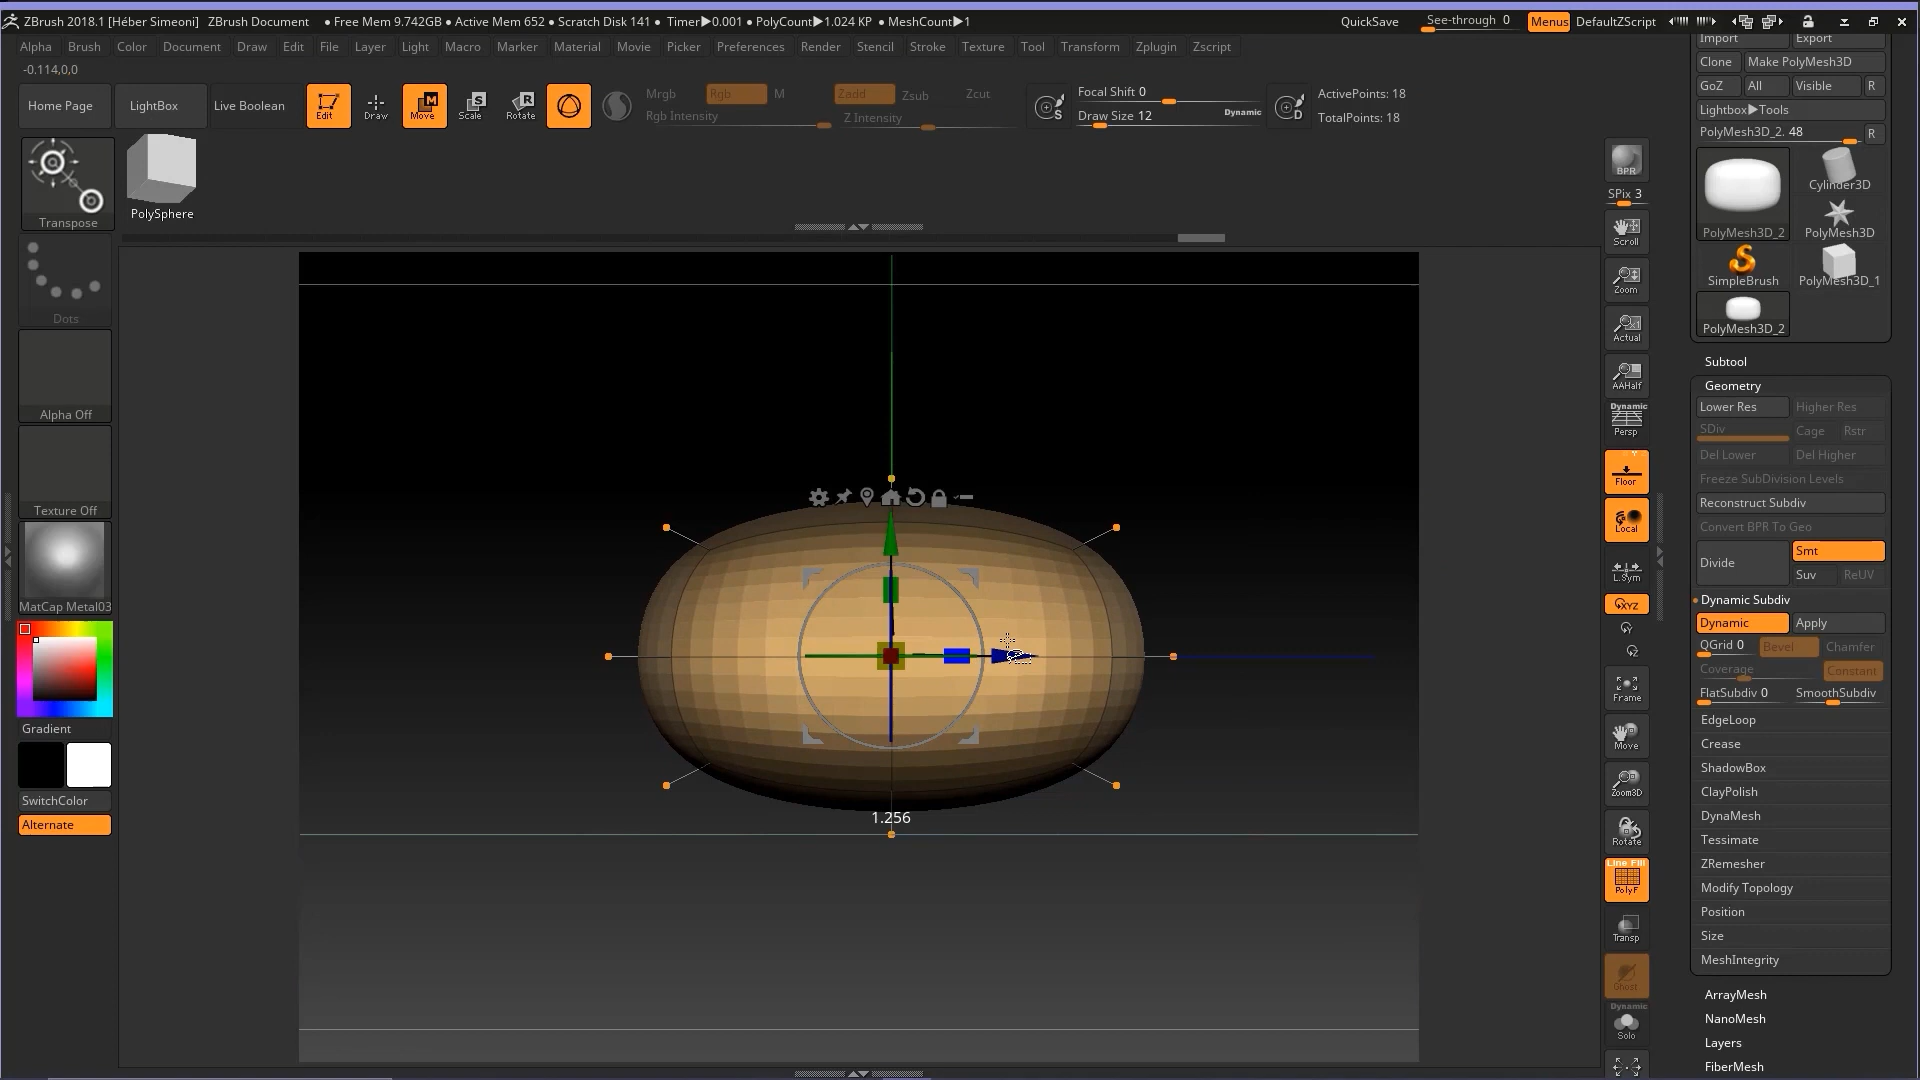 ZBrush 2018.1 [Héber Simeoni] ZBrush Document • Free Mem 9.742GB • Active Mem 652 • Scratch Disk 141 • Timer▶0.001 • PolyCount▶1.024 KP • MeshCount▶1 QuickSave See-through 0 Menus DefaultZScript
Alpha Brush Color Document Draw Edit File Layer Light Macro Marker Material Movie Picker Preferences Render Stencil Stroke Texture Tool Transform Zplugin Zscript
-0.114,0,0
Home Page LightBox Live Boolean Edit Draw Move Scale Rotate
Mrgb Rgb M Zadd Zsub Zcut
Rgb Intensity Z Intensity
Focal Shift 0
Draw Size 12 Dynamic
ActivePoints: 18
TotalPoints: 18
Transpose
PolySphere
Dots
Alpha Off
Texture Off
MatCap Metal03
Gradient
SwitchColor
Alternate
1.256
BPR
SPix 3
Scroll
Zoom
Actual
AAHalf
Dynamic
Persp
Floor
Local
L.Sym
XYZ
Frame
Move
Zoom3D
Rotate
Line Fill
PolyF
Transp
Ghost
Dynamic
Solo
Import Export
Clone Make PolyMesh3D
GoZ All Visible R
Lightbox▶Tools
PolyMesh3D_2. 48 R
PolyMesh3D_2 Cylinder3D
PolyMesh3D
SimpleBrush PolyMesh3D_1
PolyMesh3D_2
Subtool
Geometry
Lower Res Higher Res
SDiv Cage Rstr
Del Lower Del Higher
Freeze SubDivision Levels
Reconstruct Subdiv
Convert BPR To Geo
Divide Smt
Suv ReUV
Dynamic Subdiv
Dynamic Apply
QGrid 0 Bevel Chamfer
Coverage Constant
FlatSubdiv 0 SmoothSubdiv
EdgeLoop
Crease
ShadowBox
ClayPolish
DynaMesh
Tessimate
ZRemesher
Modify Topology
Position
Size
MeshIntegrity
ArrayMesh
NanoMesh
Layers
FiberMesh